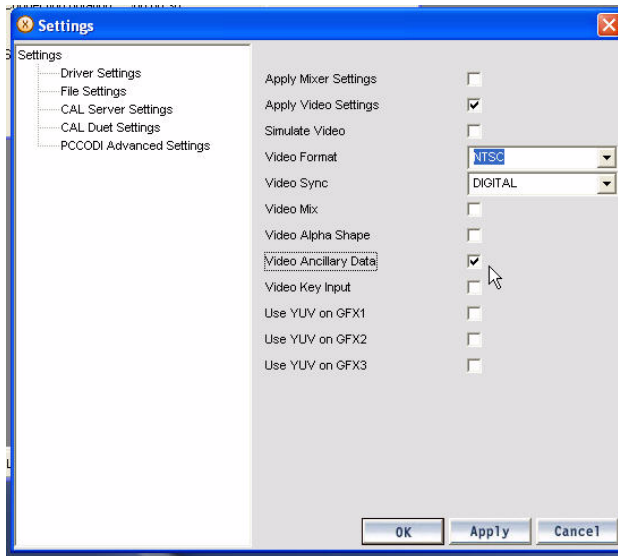 Settings
Settings
Driver Settings
File Settings
CAL Server Settings
CAL Duet Settings
PCCODI Advanced Settings
Apply Mixer Settings
Apply Video Settings
Simulate Video
Video Format NTSC
Video Sync DIGITAL
Video Mix
Video Alpha Shape
Video Ancillary Data
Video Key Input
Use YUV on GFX1
Use YUV on GFX2
Use YUV on GFX3
OK Apply Cancel